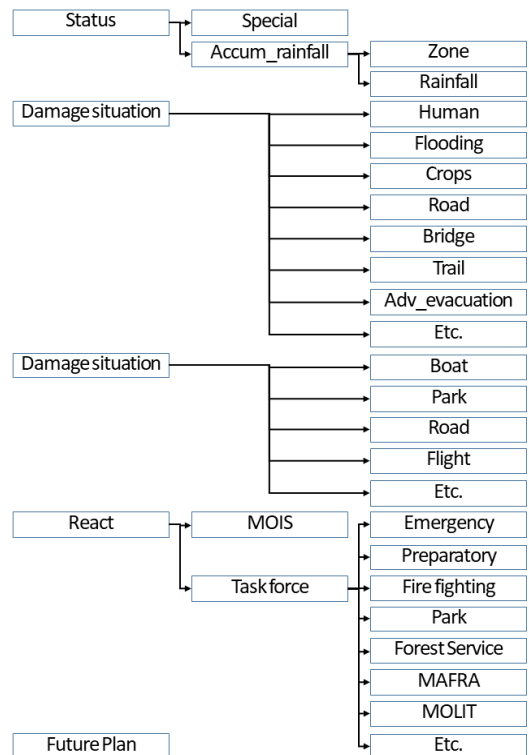 Status
Special
Accum_rainfall
Zone
Rainfall
Damage situation
Human
Flooding
Crops
Road
Bridge
Trail
Adv_evacuation
Etc.
Damage situation
Boat
Park
Road
Flight
Etc.
React
MOIS
Emergency
Preparatory
Task force
Fire fighting
Park
Forest Service
MAFRA
MOLIT
Future Plan
Etc.